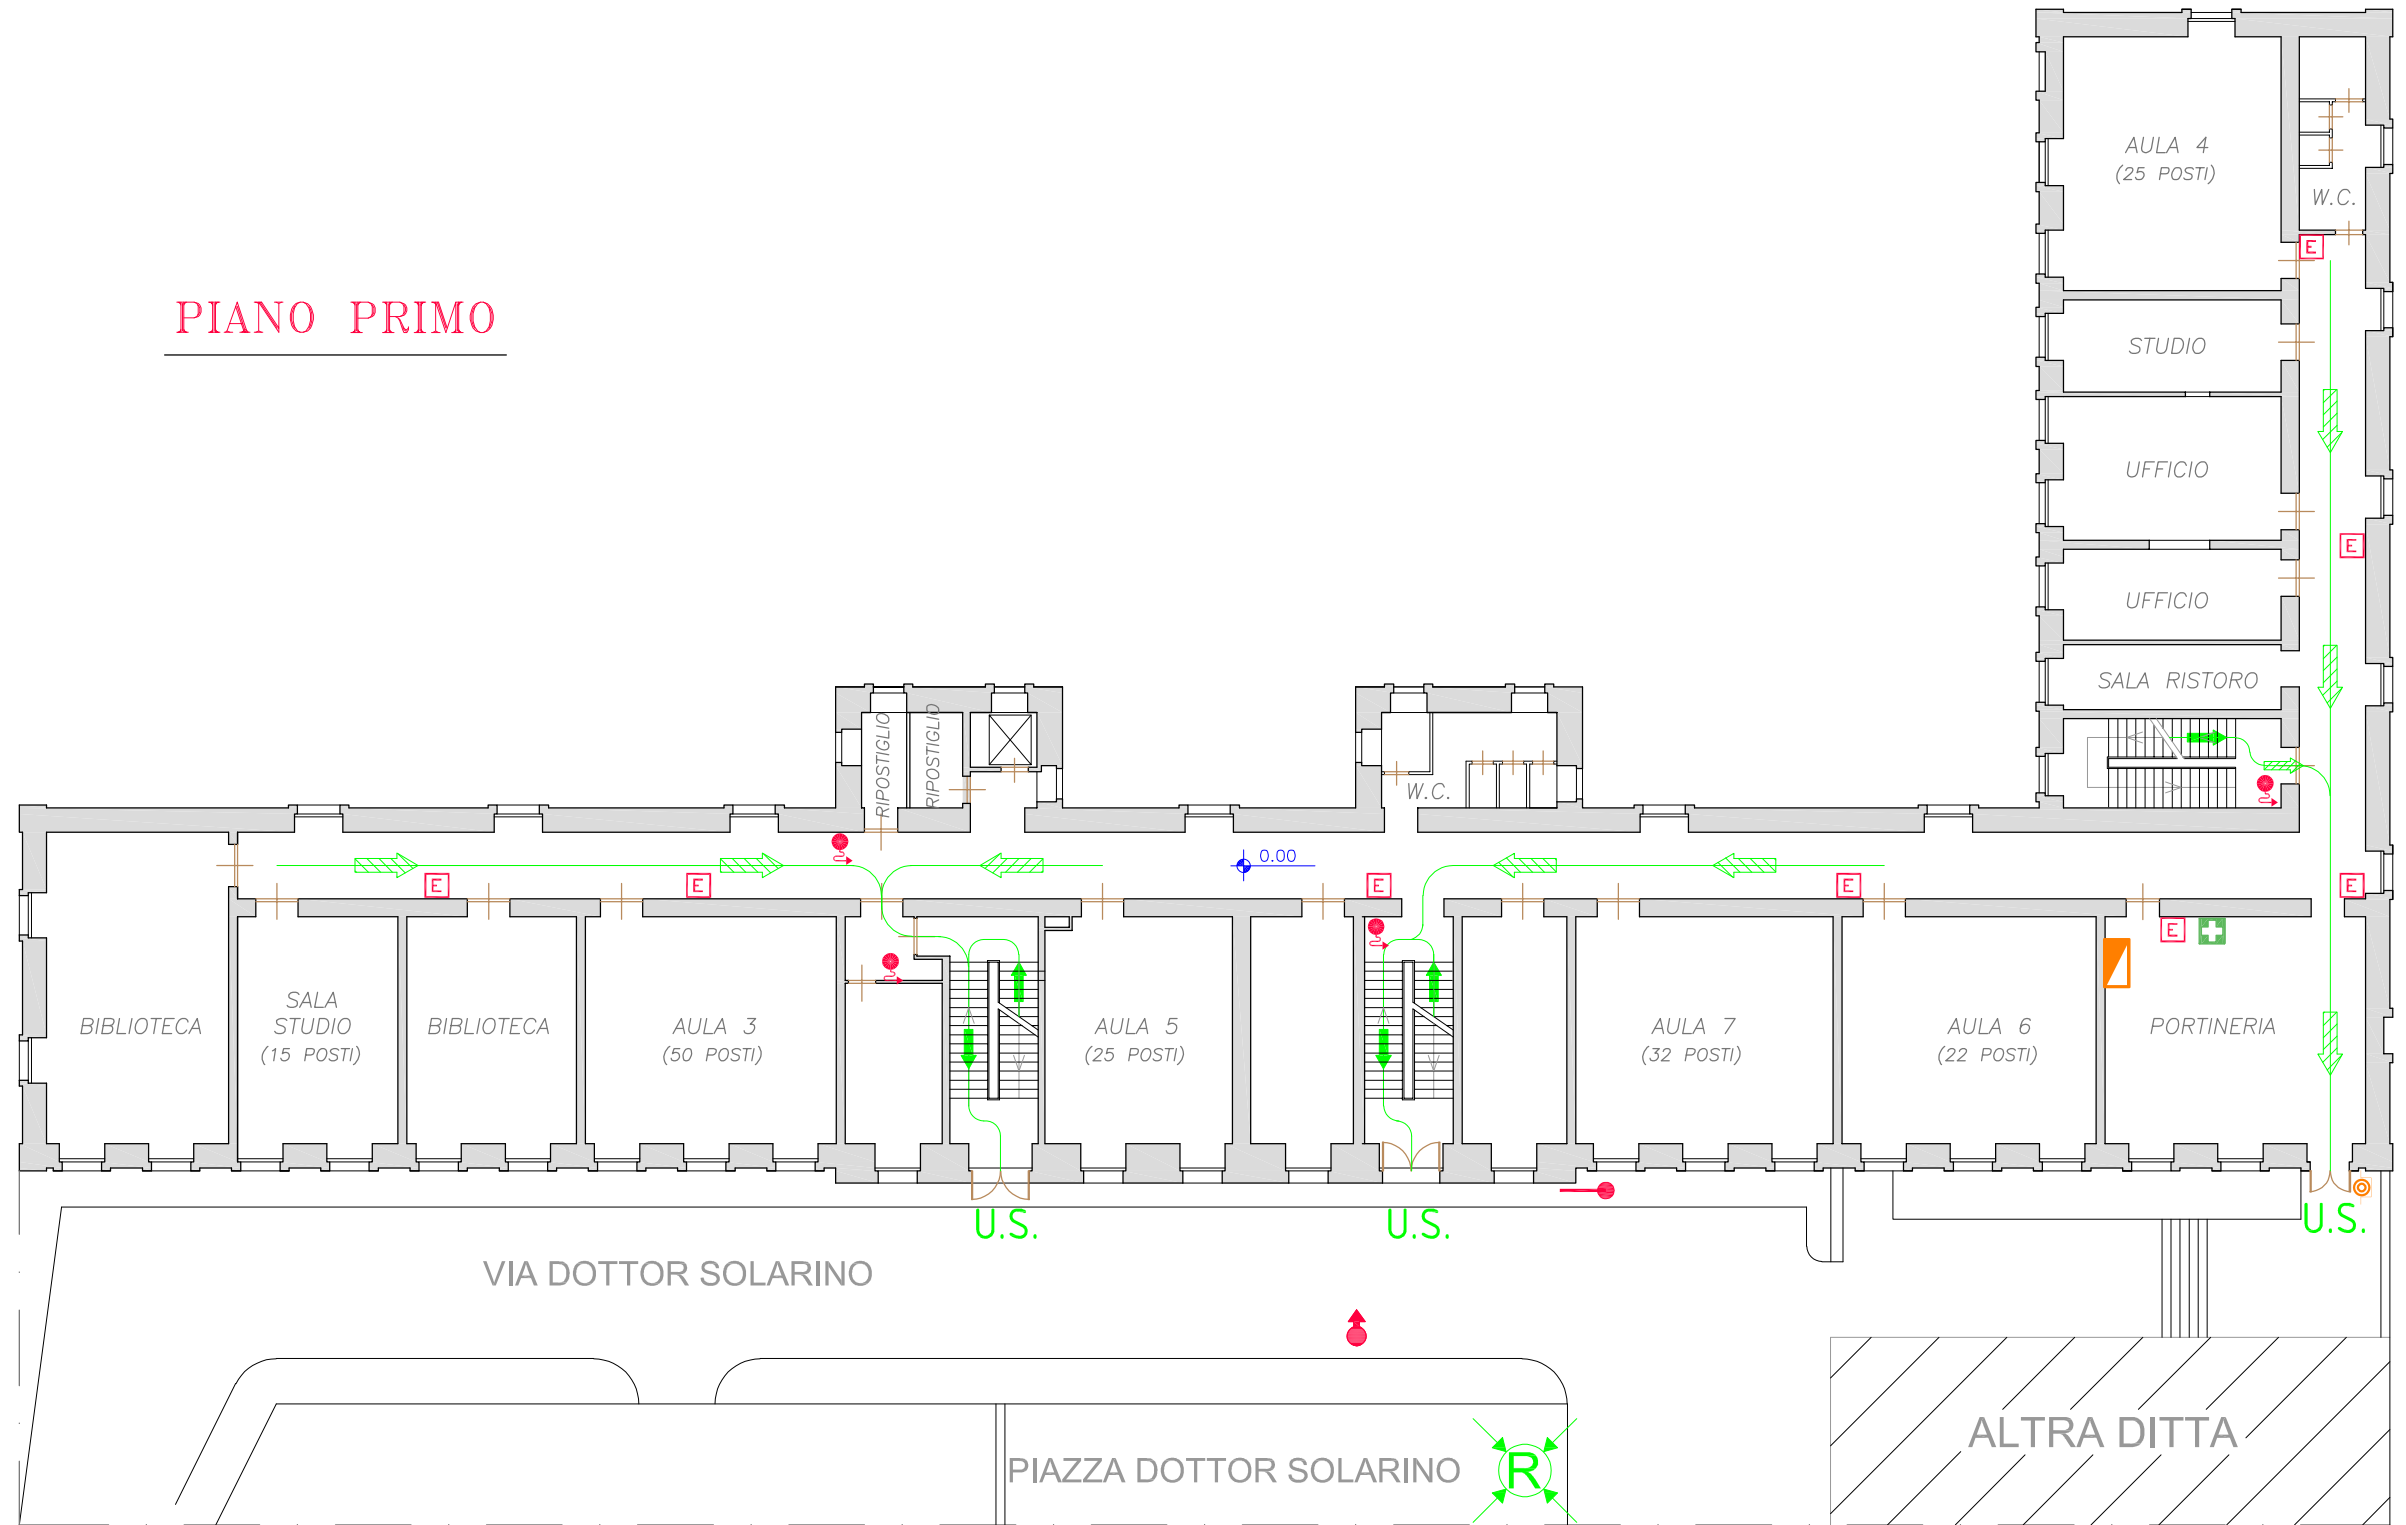 PIANO PRIMO
AULA 4
(25 POSTI)
W.C.
E
STUDIO
UFFICIO
E
UFFICIO
SALA RISTORO
RIPOSTIGLIO
RIPOSTIGLIO
W.C.
0.00
E
E
E
E
E
E
BIBLIOTECA
SALA
STUDIO
(15 POSTI)
BIBLIOTECA
AULA 3
(50 POSTI)
AULA 5
(25 POSTI)
AULA 7
(32 POSTI)
AULA 6
(22 POSTI)
PORTINERIA
U.S.
U.S.
U.S.
VIA DOTTOR SOLARINO
PIAZZA DOTTOR SOLARINO
R
ALTRA DITTA